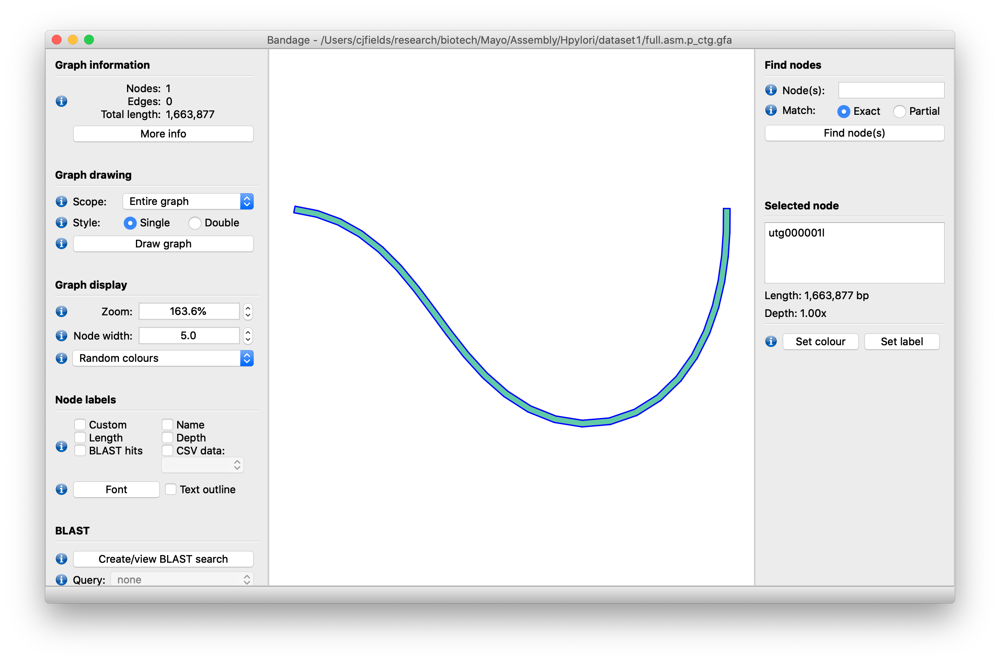 Bandage - /Users/cjfields/research/biotech/Mayo/Assembly/Hpylori/dataset1/full.asm.p_ctg.gfa
Graph information
Nodes: 1
Edges: 0
Total length: 1,663,877
More info
Graph drawing
Scope: Entire graph
Style: Single Double
Draw graph
Graph display
Zoom: 163.6%
Node width: 5.0
Random colours
Node labels
Custom Name
Length Depth
BLAST hits CSV data:
Font Text outline
BLAST
Create/view BLAST search
Query: none
Find nodes
Node(s):
Match: Exact Partial
Find node(s)
Selected node
utg000001l
Length: 1,663,877 bp
Depth: 1.00x
Set colour Set label